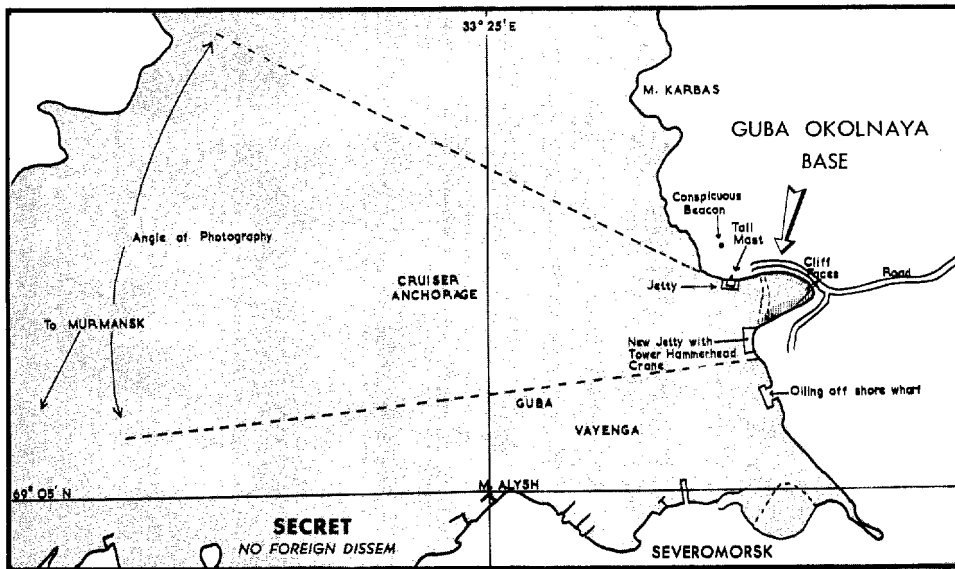 33° 25' E
M. KARBAS
GUBA OKOLNAYA
BASE
Conspicuous
Beacon
Tall
Mast
Cliff
Faces
Road
Angle of Photography
CRUISER
ANCHORAGE
Jetty
To MURMANSK
New Jetty with
Tower Hammerhead
Crane
Oiling off shore wharf
GUBA
VAYENGA
M. ALYSH
69° 05' N
SECRET
NO FOREIGN DISSEM
SEVEROMORSK